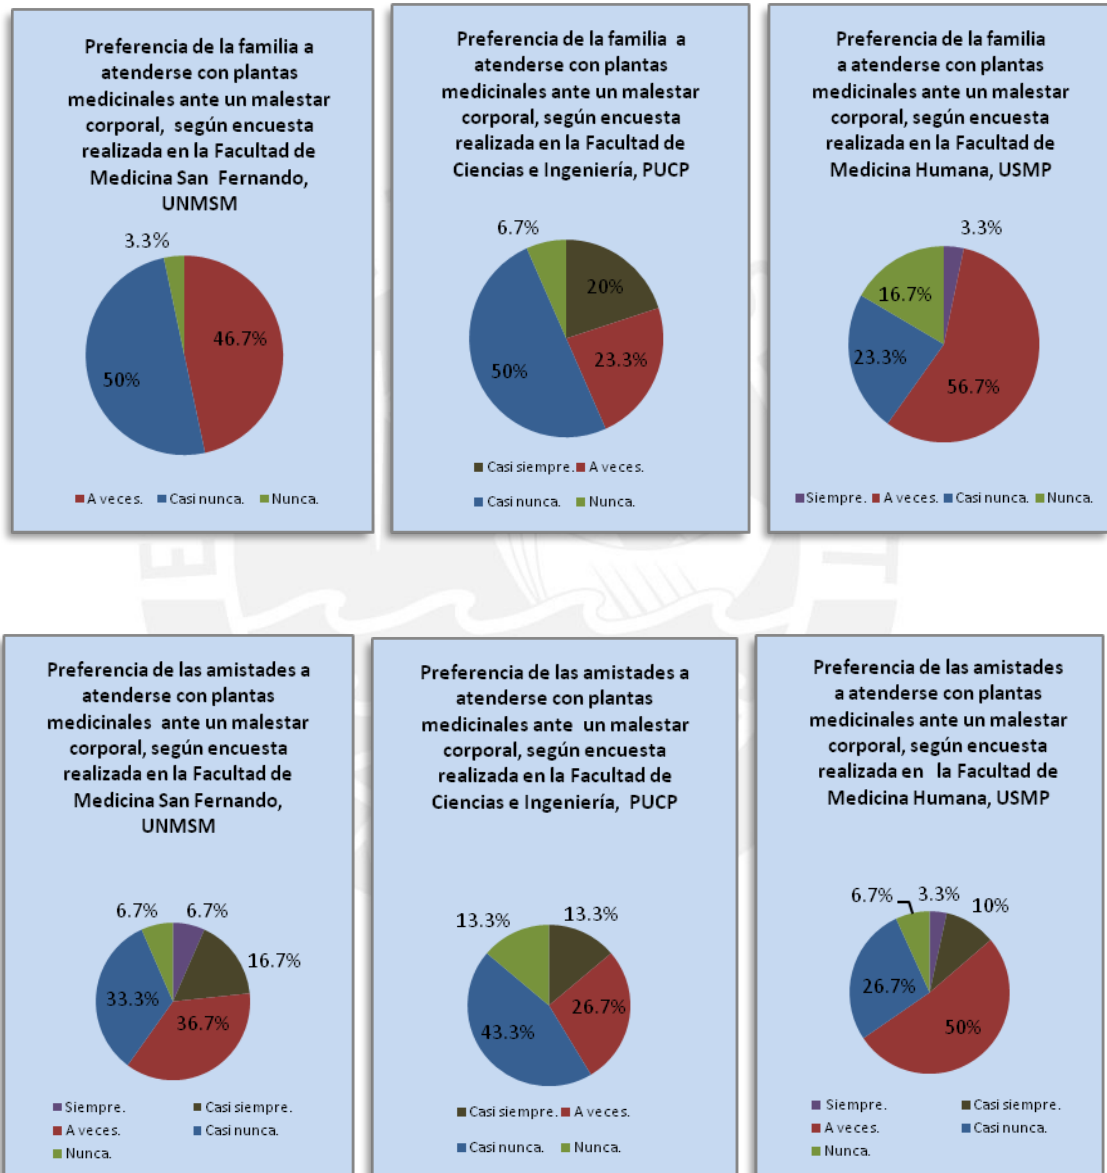 Preferencia de la familia a
atenderse con plantas
medicinales ante un malestar
corporal, según encuesta
realizada en la Facultad de
Medicina San Fernando,
UNMSM
3.3%
46.7%
50%
A veces. Casi nunca. Nunca.
Preferencia de la familia a
atenderse con plantas
medicinales ante un malestar
corporal, según encuesta
realizada en la Facultad de
Ciencias e Ingeniería, PUCP
6.7%
20%
23.3%
50%
Casi siempre. A veces.
Casi nunca. Nunca.
Preferencia de la familia
a atenderse con plantas
medicinales ante un malestar
corporal, según encuesta
realizada en la Facultad de
Medicina Humana, USMP
3.3%
16.7%
23.3%
56.7%
Siempre. A veces. Casi nunca. Nunca.
Preferencia de las amistades a
atenderse con plantas
medicinales ante un malestar
corporal, según encuesta
realizada en la Facultad de
Medicina San Fernando,
UNMSM
6.7% 6.7%
16.7%
33.3%
36.7%
Siempre. Casi siempre.
A veces. Casi nunca.
Nunca.
Preferencia de las amistades a
atenderse con plantas
medicinales ante un malestar
corporal, según encuesta
realizada en la Facultad de
Ciencias e Ingeniería, PUCP
13.3% 13.3%
26.7%
43.3%
Casi siempre. A veces.
Casi nunca. Nunca.
Preferencia de las amistades
a atenderse con plantas
medicinales ante un malestar
corporal, según encuesta
realizada en la Facultad de
Medicina Humana, USMP
6.7% 3.3%
10%
26.7%
50%
Siempre. Casi siempre.
A veces. Casi nunca.
Nunca.